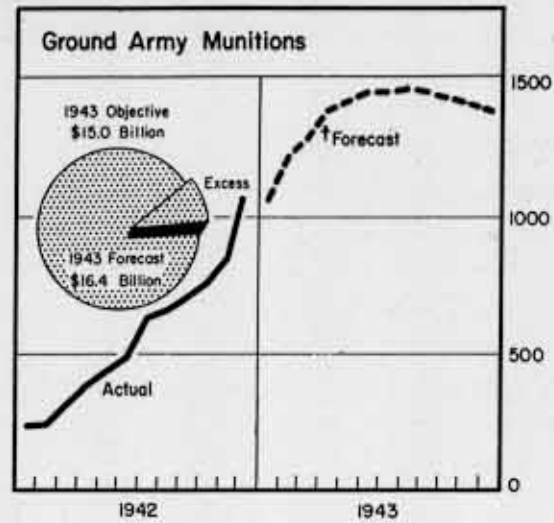 Ground Army Munitions
1943 Objective
$15.0 Billion
Excess
1943 Forecast
$16.4 Billion
Actual
Forecast
1500
1000
500
0
1942
1943